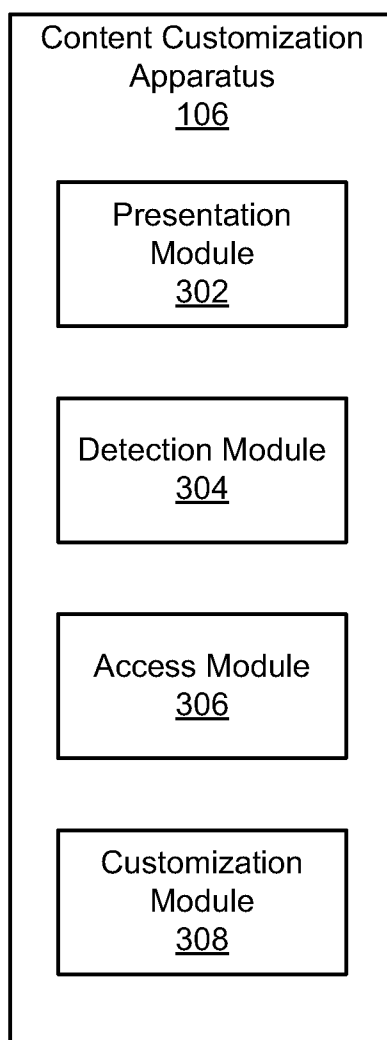 Content Customization
Apparatus
106
Presentation
Module
302
Detection Module
304
Access Module
306
Customization
Module
308